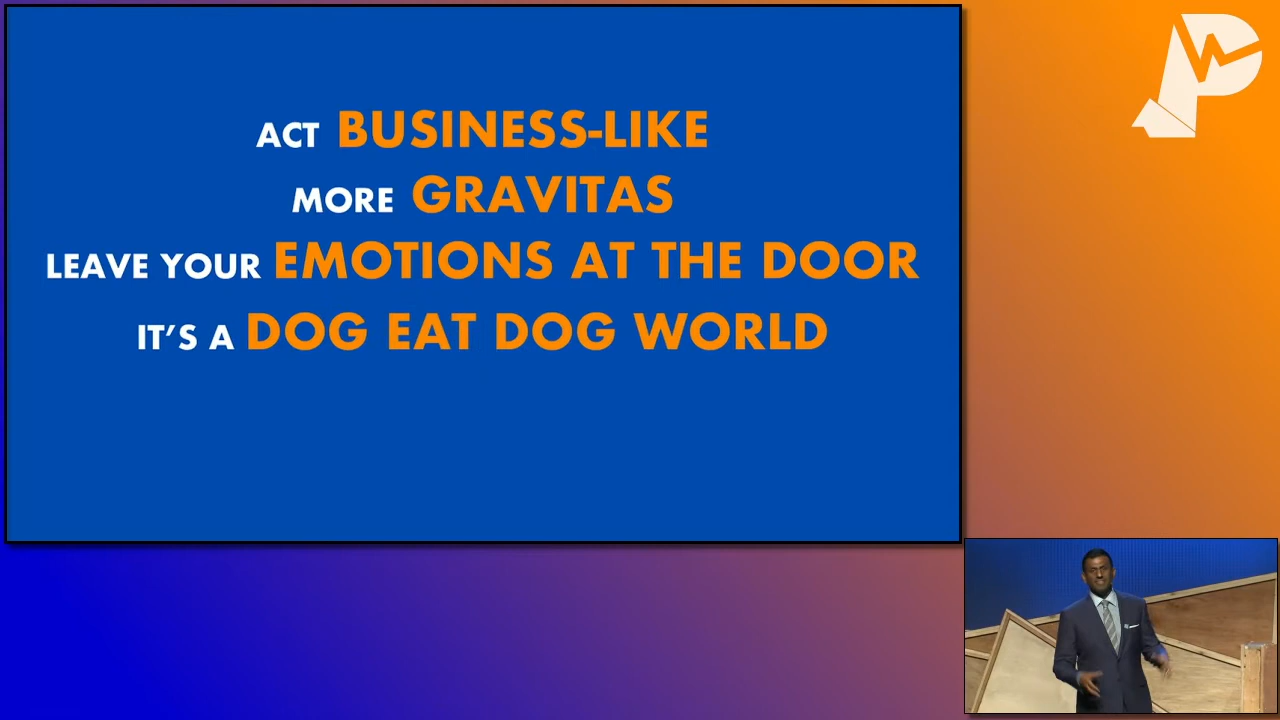 ACT BUSINESS-LIKE
MORE GRAVITAS
LEAVE YOUR EMOTIONS AT THE DOOR
IT'S A DOG EAT DOG WORLD